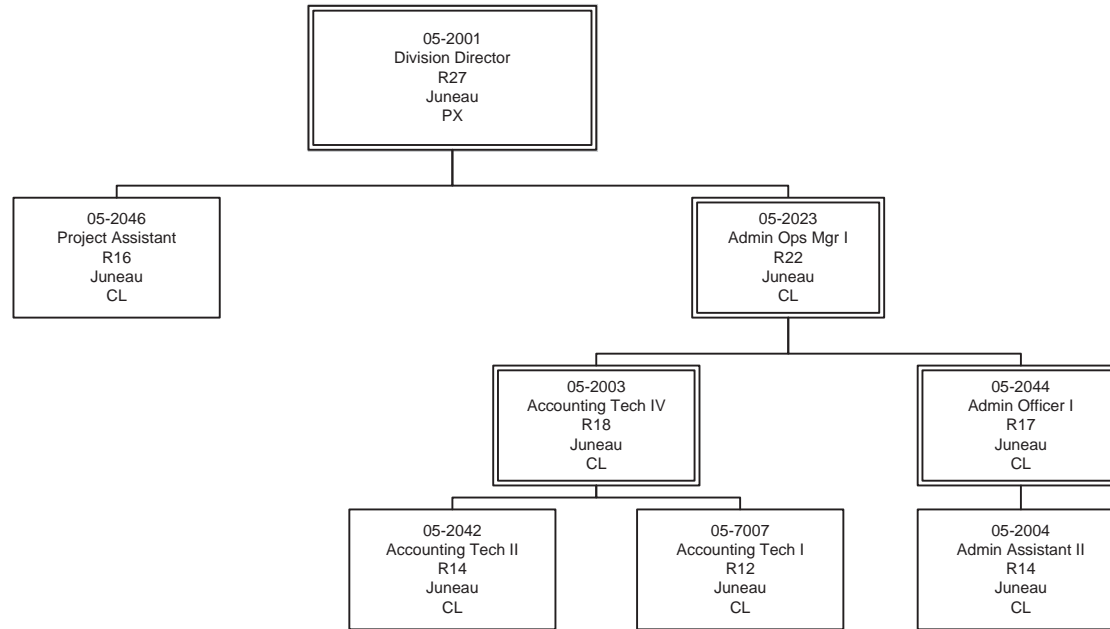 05-2001
Division Director
R27
Juneau
PX
05-2046
Project Assistant
R16
Juneau
CL
05-2023
Admin Ops Mgr I
R22
Juneau
CL
05-2003
Accounting Tech IV
R18
Juneau
CL
05-2044
Admin Officer I
R17
Juneau
CL
05-2042
Accounting Tech II
R14
Juneau
CL
05-7007
Accounting Tech I
R12
Juneau
CL
05-2004
Admin Assistant II
R14
Juneau
CL